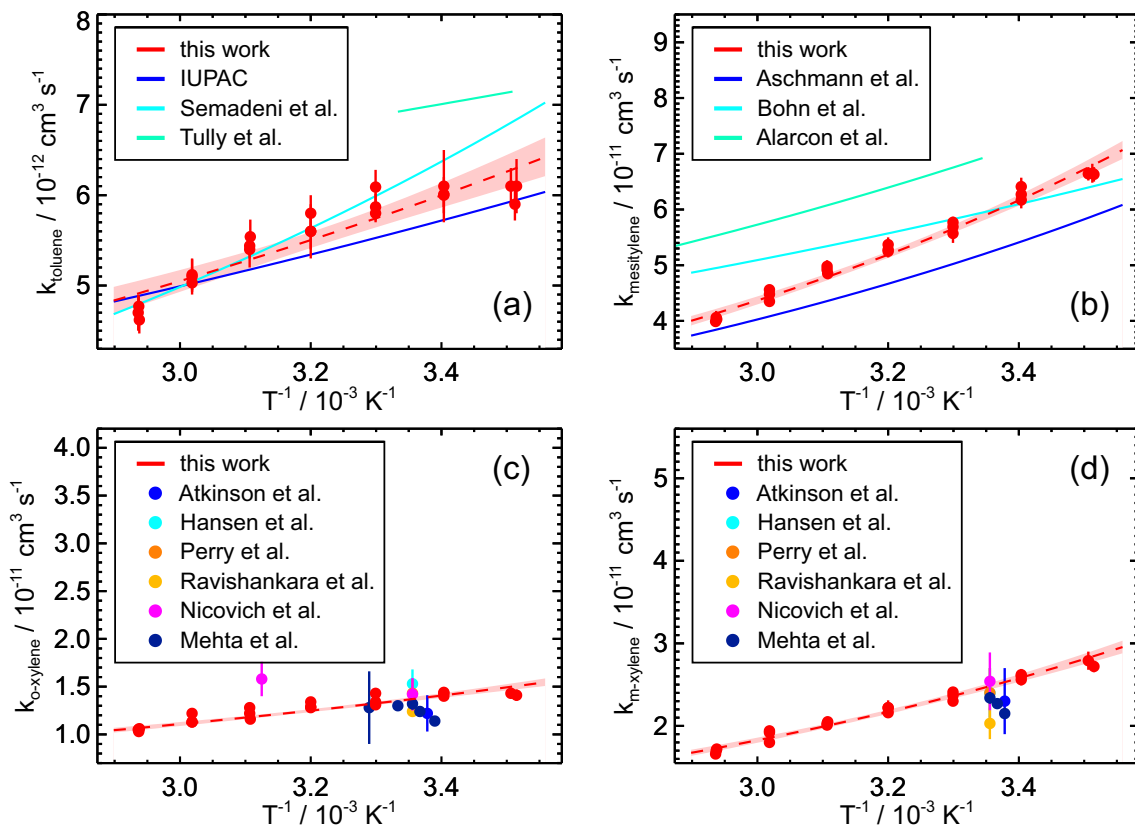 8
7
6
5
k_toluene / 10^-12 cm^3 s^-1
this work
IUPAC
Semadeni et al.
Tully et al.
(a)
3.0 3.2 3.4
T^-1 / 10^-3 K^-1
9
8
7
6
5
4
k_mesitylene / 10^-11 cm^3 s^-1
this work
Aschmann et al.
Bohn et al.
Alarcon et al.
(b)
3.0 3.2 3.4
T^-1 / 10^-3 K^-1
4.0
3.5
3.0
2.5
2.0
1.5
1.0
k_o-xylene / 10^-11 cm^3 s^-1
this work
Atkinson et al.
Hansen et al.
Perry et al.
Ravishankara et al.
Nicovich et al.
Mehta et al.
(c)
3.0 3.2 3.4
T^-1 / 10^-3 K^-1
5
4
3
2
k_m-xylene / 10^-11 cm^3 s^-1
this work
Atkinson et al.
Hansen et al.
Perry et al.
Ravishankara et al.
Nicovich et al.
Mehta et al.
(d)
3.0 3.2 3.4
T^-1 / 10^-3 K^-1